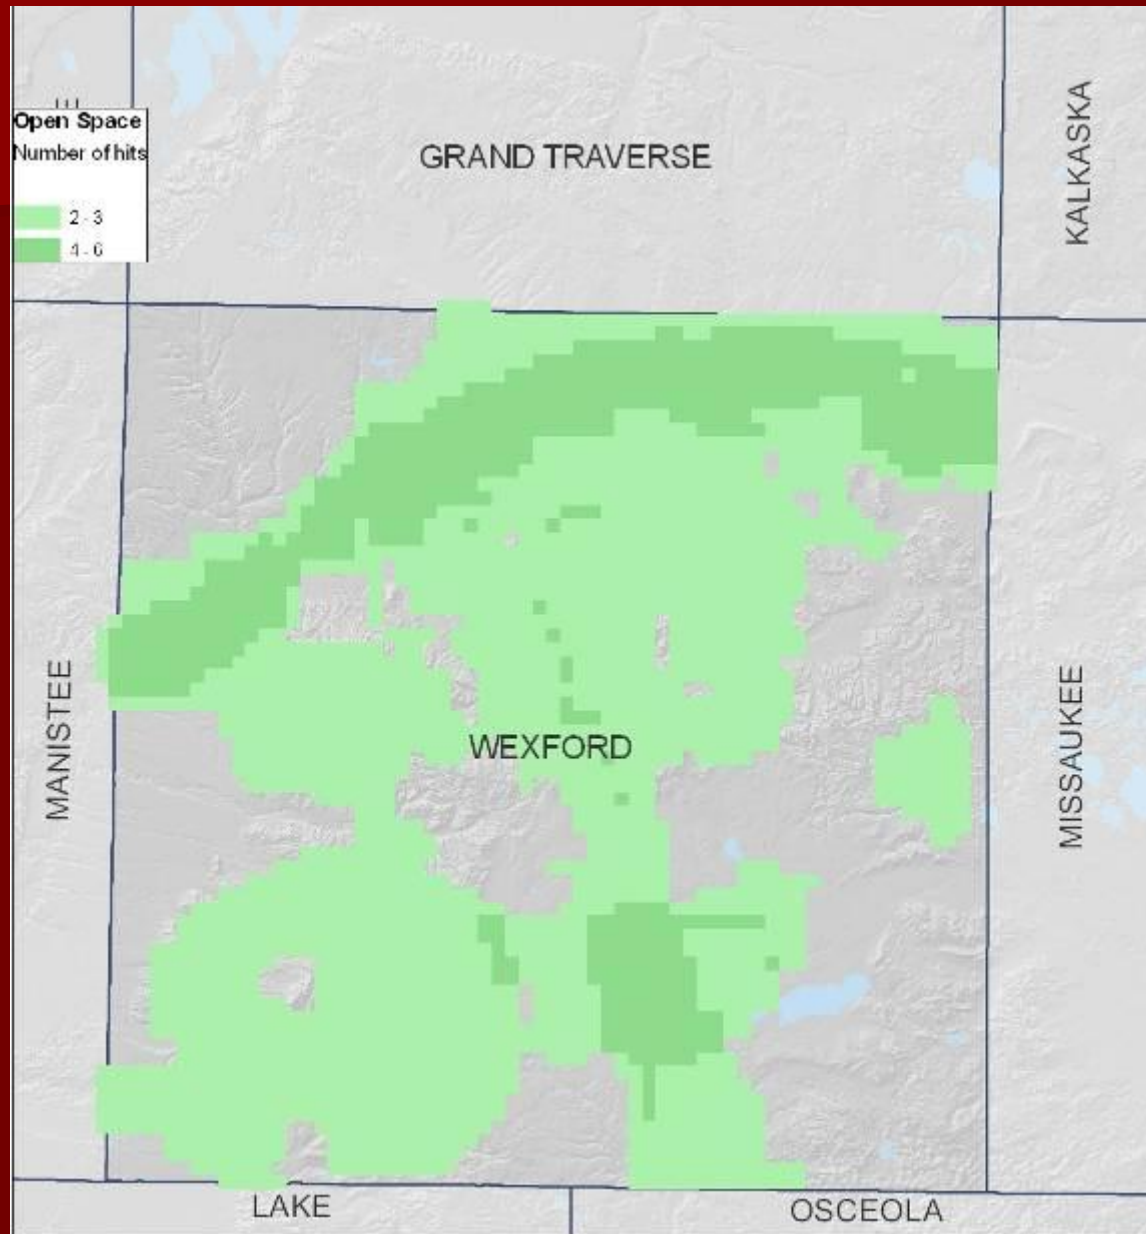 Open Space
Number of hits
2 - 3
4 - 6
GRAND TRAVERSE
KALKASKA
MANISTEE
WEXFORD
MISSAUKEE
LAKE
OSCEOLA